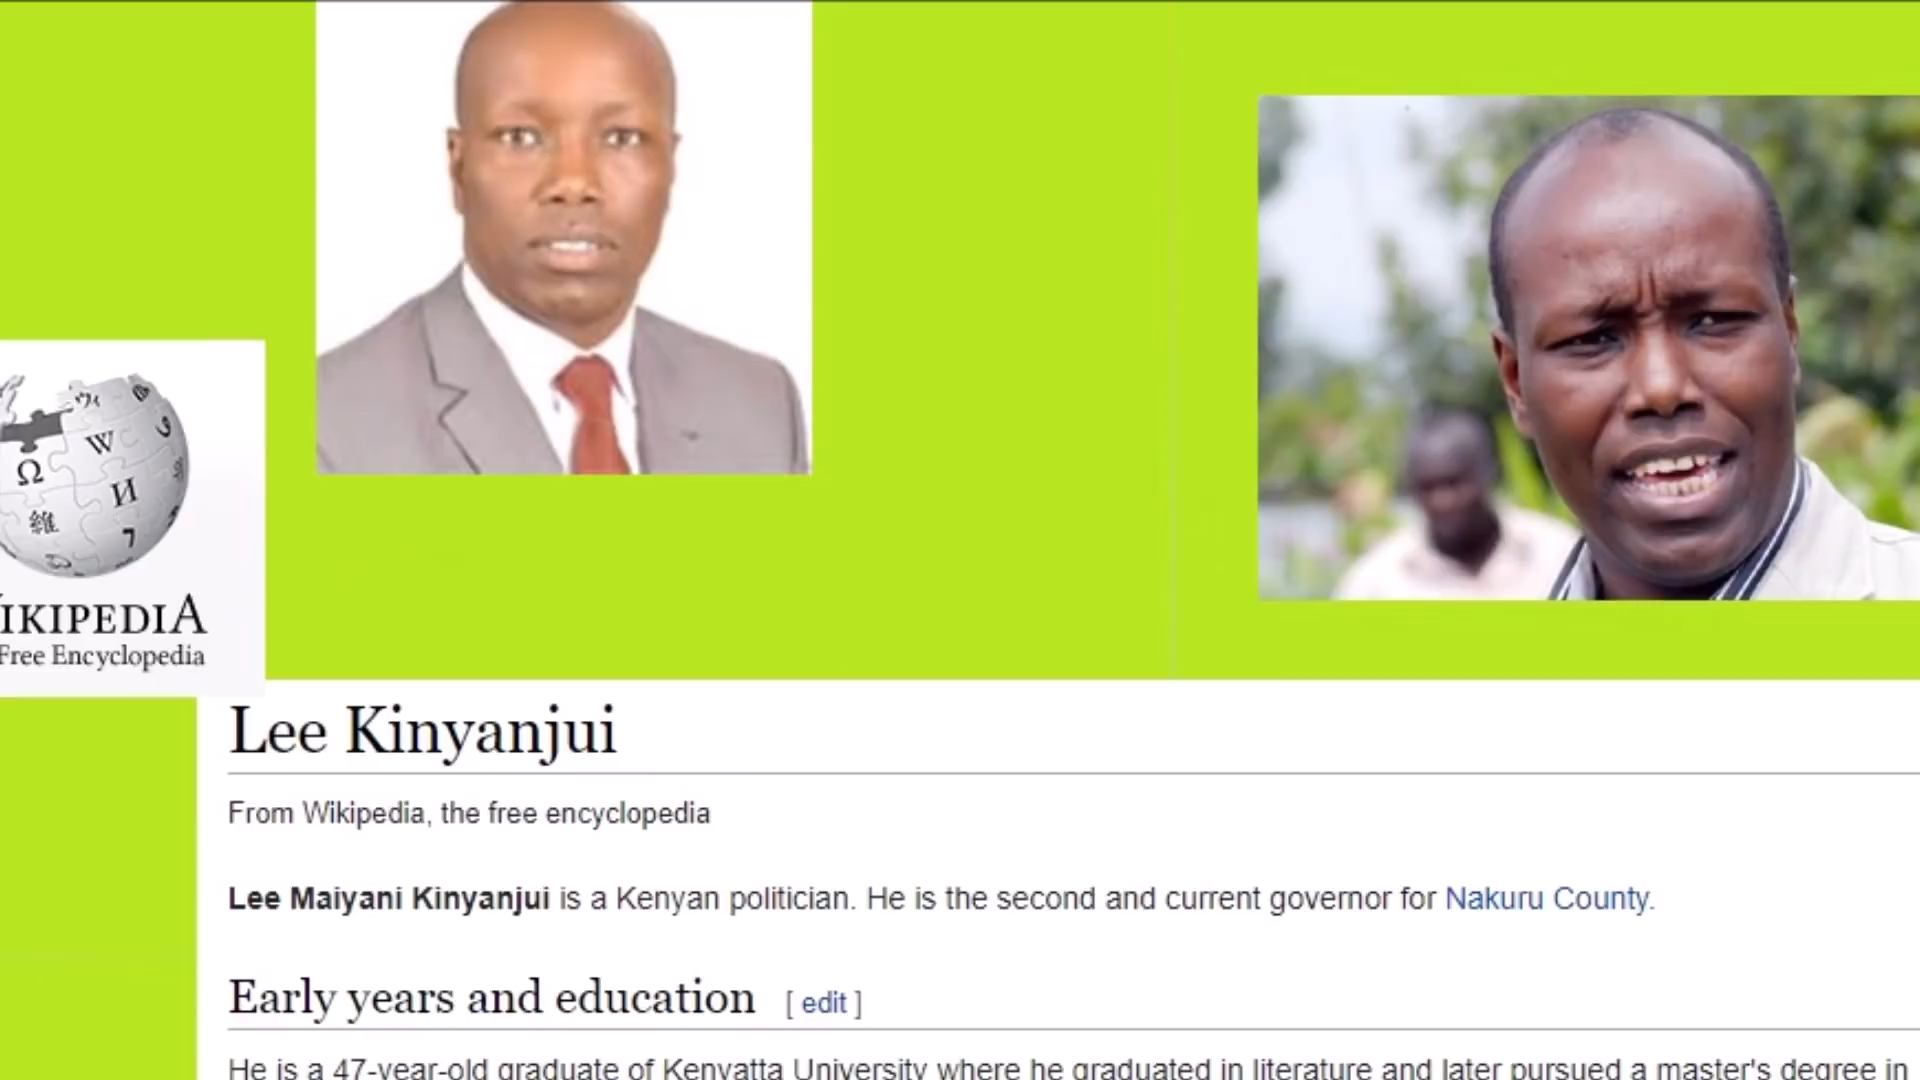 Ω
W
И
維
7
IKIPEDIA
Free Encyclopedia
Lee Kinyanjui
From Wikipedia, the free encyclopedia
Lee Maiyani Kinyanjui is a Kenyan politician. He is the second and current governor for Nakuru County.
Early years and education [ edit ]
He is a 47-year-old graduate of Kenyatta University where he graduated in literature and later pursued a master's degree in